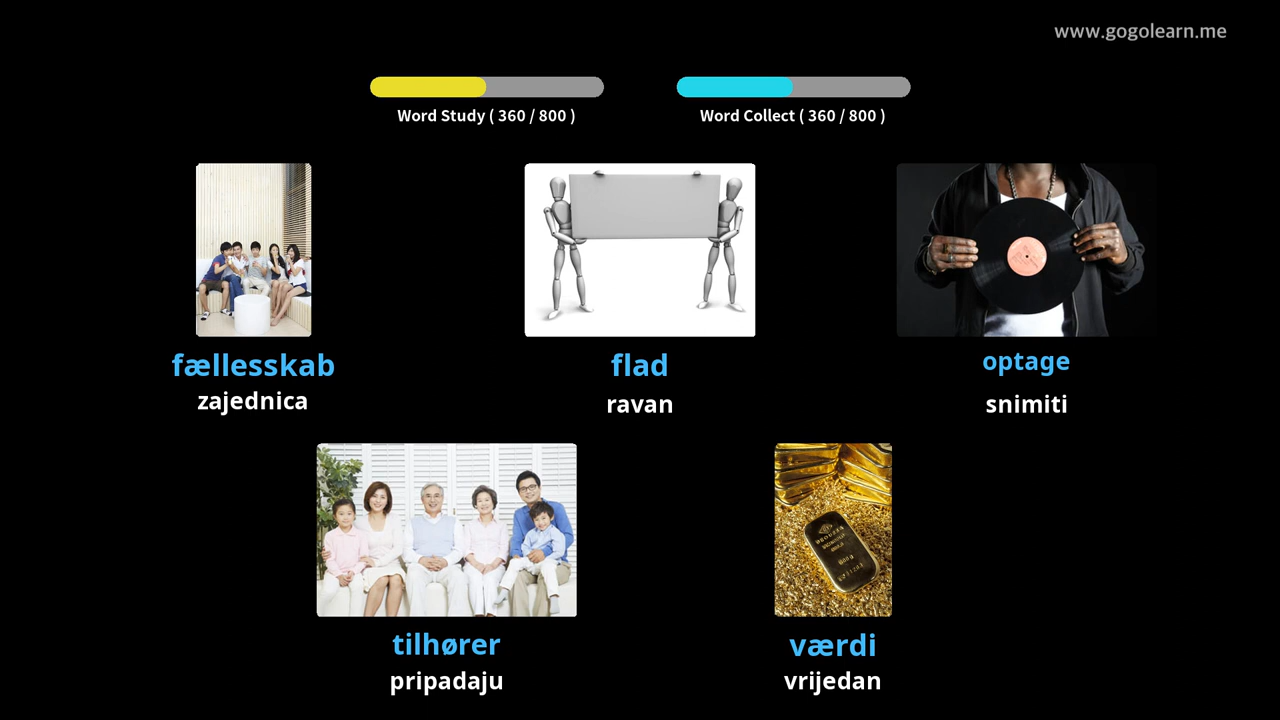 www.gogolearn.me
Word Study ( 360 / 800 )
Word Collect ( 360 / 800 )
fællesskab
zajednica
flad
ravan
optage
snimiti
tilhører
pripadaju
værdi
vrijedan